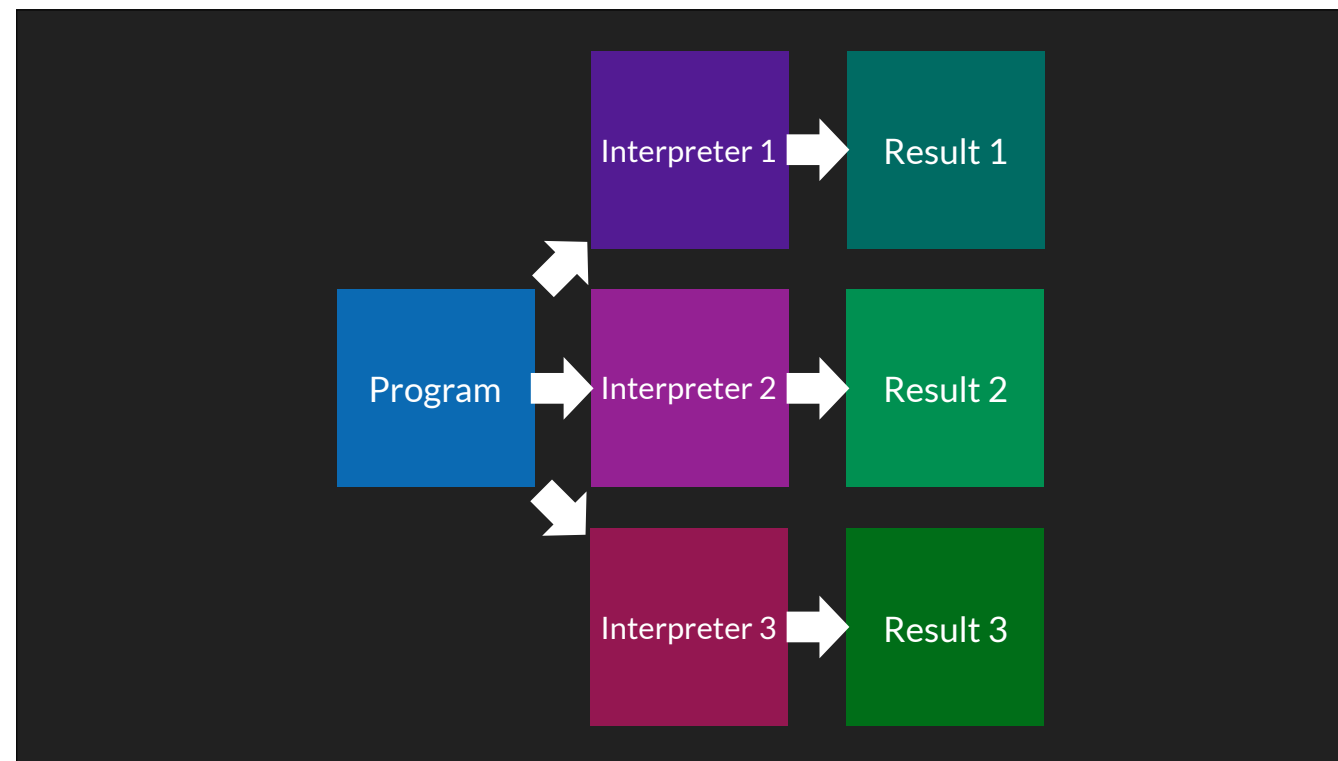 Interpreter 1
Result 1
Program
Interpreter 2
Result 2
Interpreter 3
Result 3